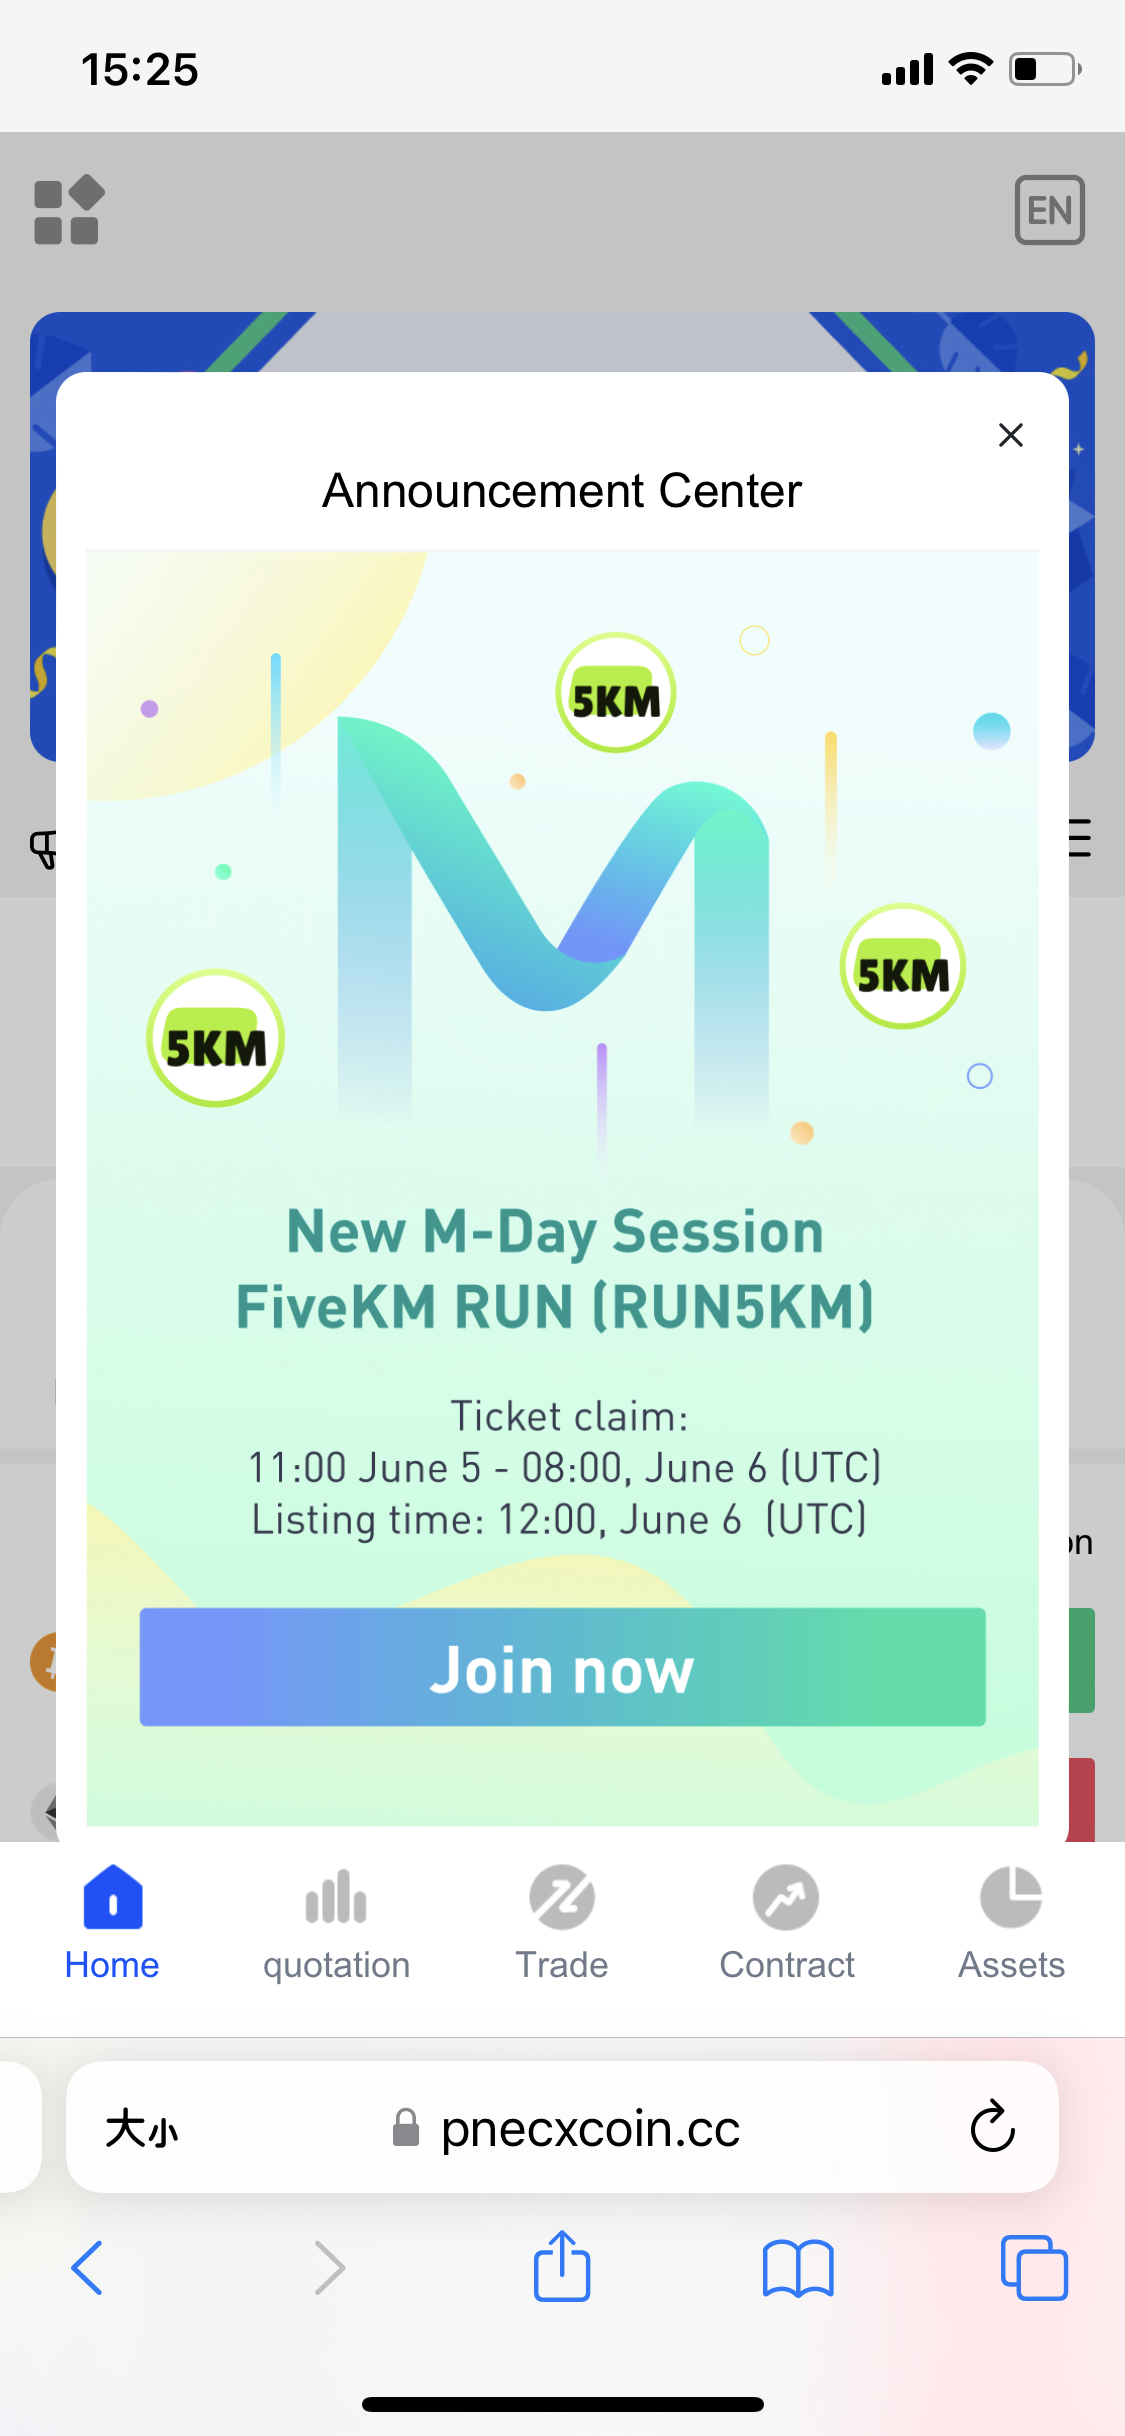 15:25
EN
Announcement Center
5KM
5KM
5KM
New M-Day Session
FiveKM RUN (RUN5KM)
Ticket claim:
11:00 June 5 - 08:00, June 6 (UTC)
Listing time: 12:00, June 6 (UTC)
on
Join now
Home
quotation
Trade
Contract
Assets
大小
pnecxcoin.cc